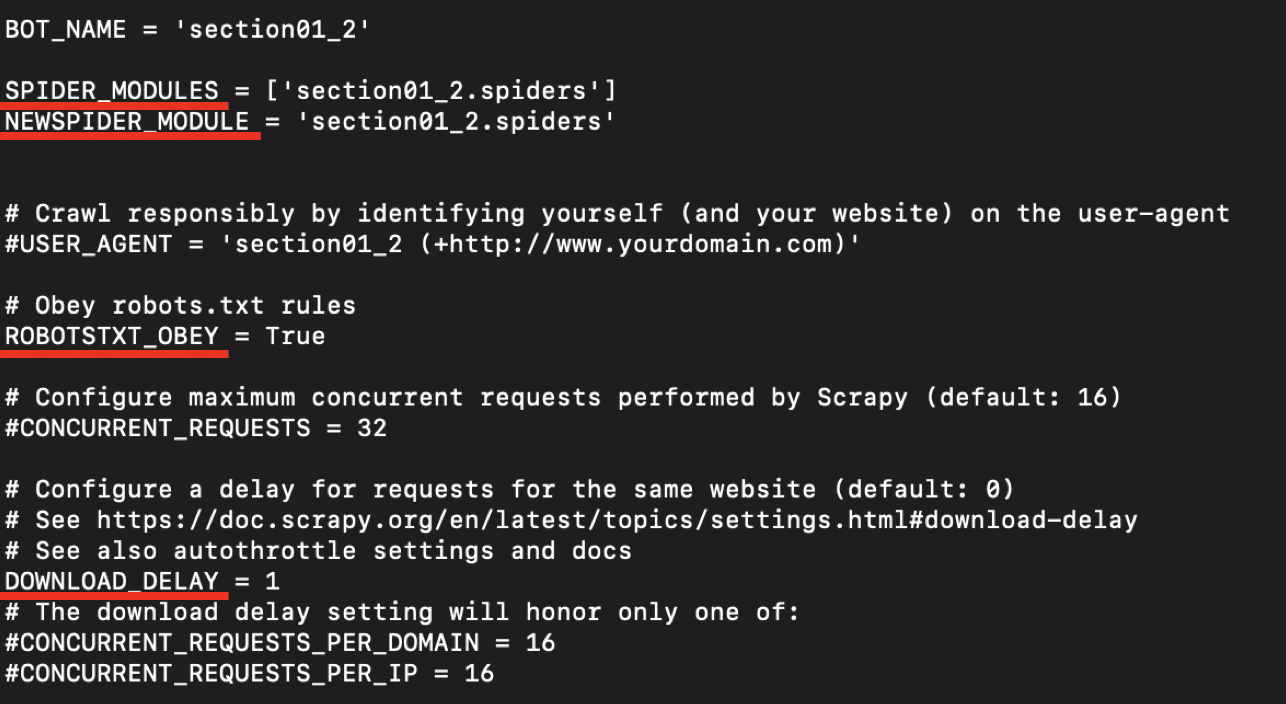 BOT_NAME = 'section01_2'
SPIDER_MODULES = ['section01_2.spiders']
NEWSPIDER_MODULE = 'section01_2.spiders'
# Crawl responsibly by identifying yourself (and your website) on the user-agent
#USER_AGENT = 'section01_2 (+http://www.yourdomain.com)'
# Obey robots.txt rules
ROBOTSTXT_OBEY = True
# Configure maximum concurrent requests performed by Scrapy (default: 16)
#CONCURRENT_REQUESTS = 32
# Configure a delay for requests for the same website (default: 0)
# See https://doc.scrapy.org/en/latest/topics/settings.html#download-delay
# See also autothrottle settings and docs
DOWNLOAD_DELAY = 1
# The download delay setting will honor only one of:
#CONCURRENT_REQUESTS_PER_DOMAIN = 16
#CONCURRENT_REQUESTS_PER_IP = 16